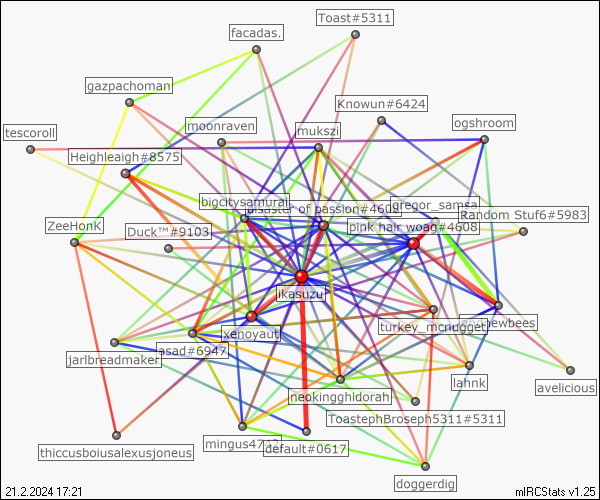 Toast#5311
facadas.
gazpachoman
Knowun#6424
moonraven
ogshroom
tescoroll
mukszi
Heighleaigh#8575
bigcitysamurai
gregor_samsa
disaster of passion#4608
Random Stuf6#5983
ZeeHonK
Duck™#9103
pink hair woag#4608
ikasuzu
xenoyaut
turkey_mcnugget
asad#6947
jarlbreadmaker
lahnk
avelicious
neokingghidorah
ToastephBroseph5311#5311
mingus4742
default#0617
thiccusboiusalexusjoneus
doggerdig
21.2.2024 17:21
mIRCStats v1.25